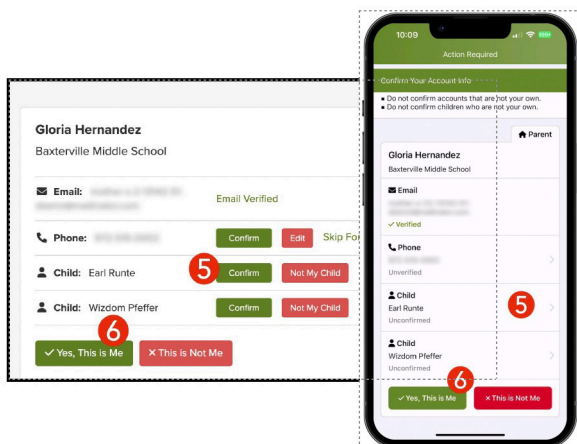 Gloria Hernandez
Baxterville Middle School
Email:
Email Verified
Phone:
Confirm Edit Skip For
Child: Earl Runte
5
Confirm Not My Child
Child: Wizdom Pfeffer
Confirm Not My Child
6
✓ Yes, This is Me × This is Not Me
10:09
Action Required
Confirm Your Account Info
▪ Do not confirm accounts that are not your own.
▪ Do not confirm children who are not your own.
Parent
Gloria Hernandez
Baxterville Middle School
Email
✓ Verified
Phone
Unverified
Child
Earl Runte
5
Unconfirmed
Child
Wizdom Pfeffer
Unconfirmed
6
✓ Yes, This is Me × This is Not Me